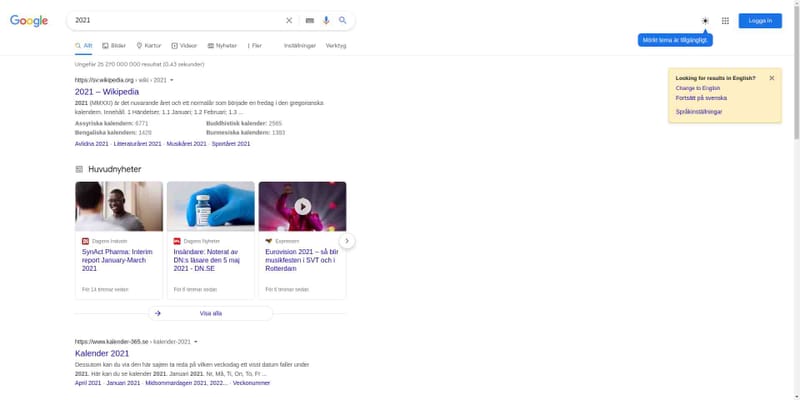 Google
2021
Logga in
Mörkt tema är tillgängligt.
Allt Bilder Kartor Videor Nyheter Fler Inställningar Verktyg
Ungefär 25 270 000 000 resultat (0,43 sekunder)
Looking for results in English?
Change to English
Fortsätt på svenska
Språkinställningar
https://sv.wikipedia.org › wiki › 2021
2021 – Wikipedia
2021 (MMXXI) är det nuvarande året och ett normalår som började en fredag i den gregorianska
kalendern. Innehåll. 1 Händelser; 1.1 Januari; 1.2 Februari; 1.3 ...
Assyriska kalendern: 6771 Buddhistisk kalender: 2565
Bengaliska kalendern: 1428 Burmesiska kalendern: 1383
Avlidna 2021 · Litteraturåret 2021 · Musikåret 2021 · Sportåret 2021
Huvudnyheter
Dagens Industri
SynAct Pharma: Interim
report January-March
2021
För 14 timmar sedan
Dagens Nyheter
Insändare: Noterat av
DN:s läsare den 5 maj
2021 - DN.SE
För 6 timmar sedan
Expressen
Eurovision 2021 – så blir
musikfesten i SVT och i
Rotterdam
För 6 timmar sedan
Visa alla
https://www.kalender-365.se › kalender-2021
Kalender 2021
Dessutom kan du via den här sajten ta reda på vilken veckodag ett visst datum faller under
2021. Här kan du se kalender 2021. Januari 2021. Nr, Må, Ti, On, To, Fr ...
April 2021 · Januari 2021 · Midsommardagen 2021, 2022... · Veckonummer